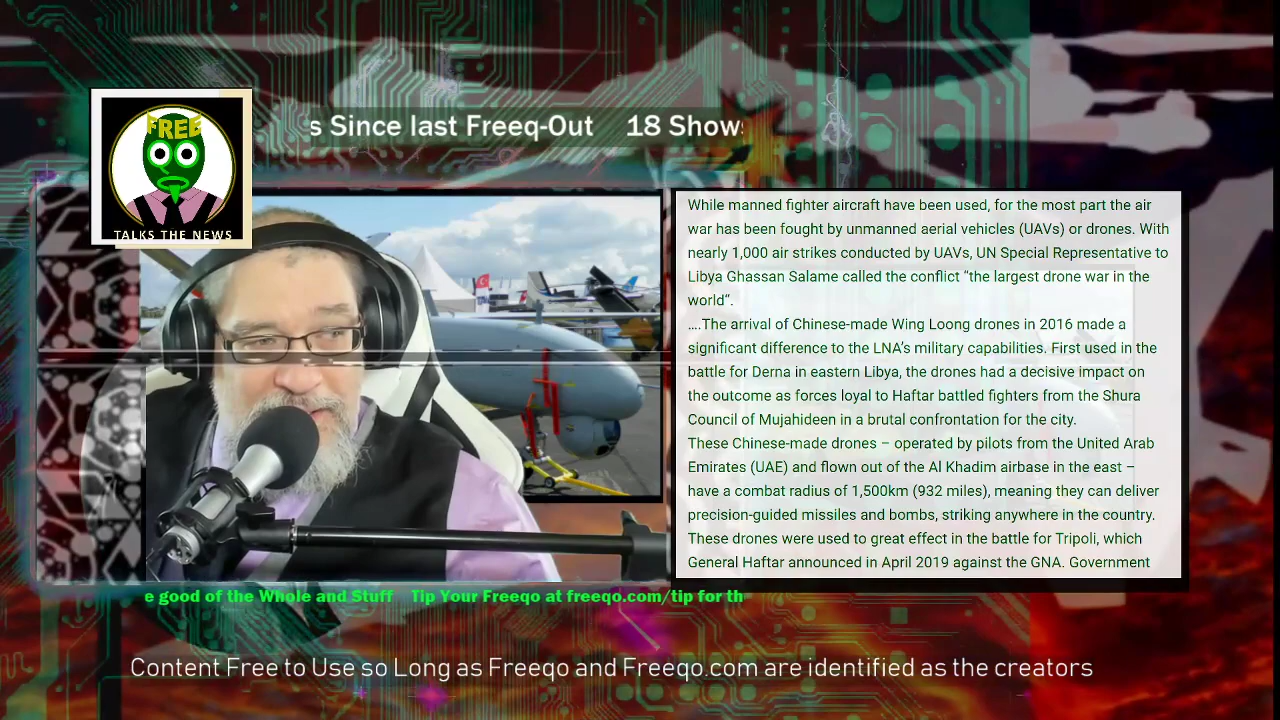 s Since last Freeq-Out 18 Show
FREE
TALKS THE NEWS
While manned fighter aircraft have been used, for the most part the air
war has been fought by unmanned aerial vehicles (UAVs) or drones. With
nearly 1,000 air strikes conducted by UAVs, UN Special Representative to
Libya Ghassan Salame called the conflict “the largest drone war in the
world”.
….The arrival of Chinese-made Wing Loong drones in 2016 made a
significant difference to the LNA’s military capabilities. First used in the
battle for Derna in eastern Libya, the drones had a decisive impact on
the outcome as forces loyal to Haftar battled fighters from the Shura
Council of Mujahideen in a brutal confrontation for the city.
These Chinese-made drones – operated by pilots from the United Arab
Emirates (UAE) and flown out of the Al Khadim airbase in the east –
have a combat radius of 1,500km (932 miles), meaning they can deliver
precision-guided missiles and bombs, striking anywhere in the country.
These drones were used to great effect in the battle for Tripoli, which
General Haftar announced in April 2019 against the GNA. Government
e good of the Whole and Stuff Tip Your Freeqo at freeqo.com/tip for th
Content Free to Use so Long as Freeqo and Freeqo.com are identified as the creators